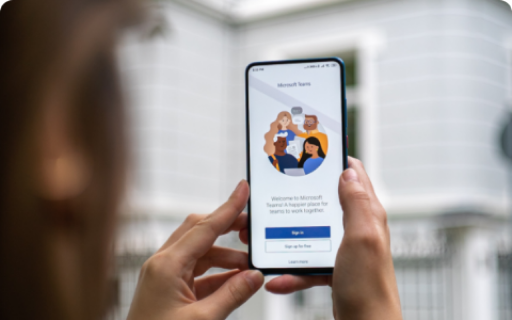 Microsoft Teams
Welcome to Microsoft
Teams! A happier place for
teams to work together.
Sign in
Sign up for free
Learn more